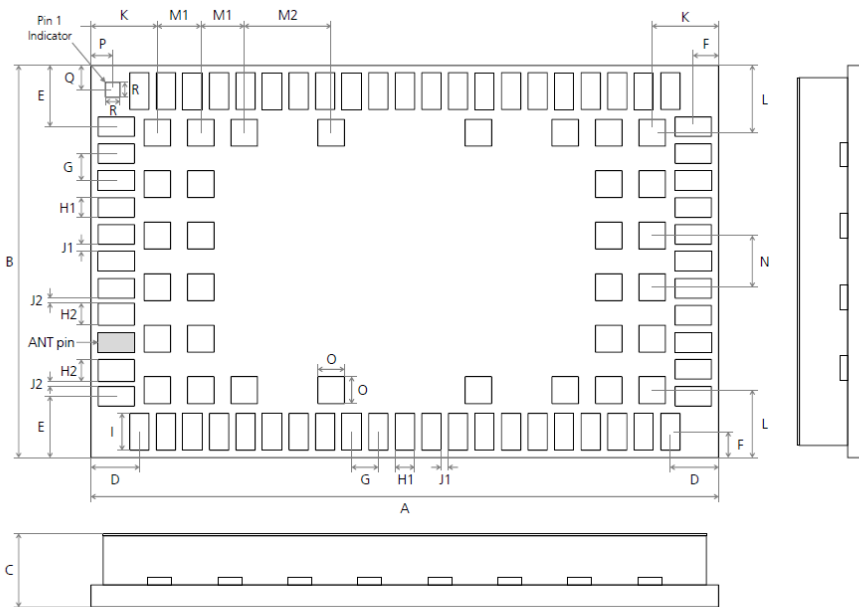 Pin 1
Indicator
K
M1
M1
M2
K
P
F
Q
E
R
R
L
G
H1
J1
B
N
J2
H2
ANT pin
H2
O
O
J2
E
I
L
F
D
G
H1
J1
D
A
C